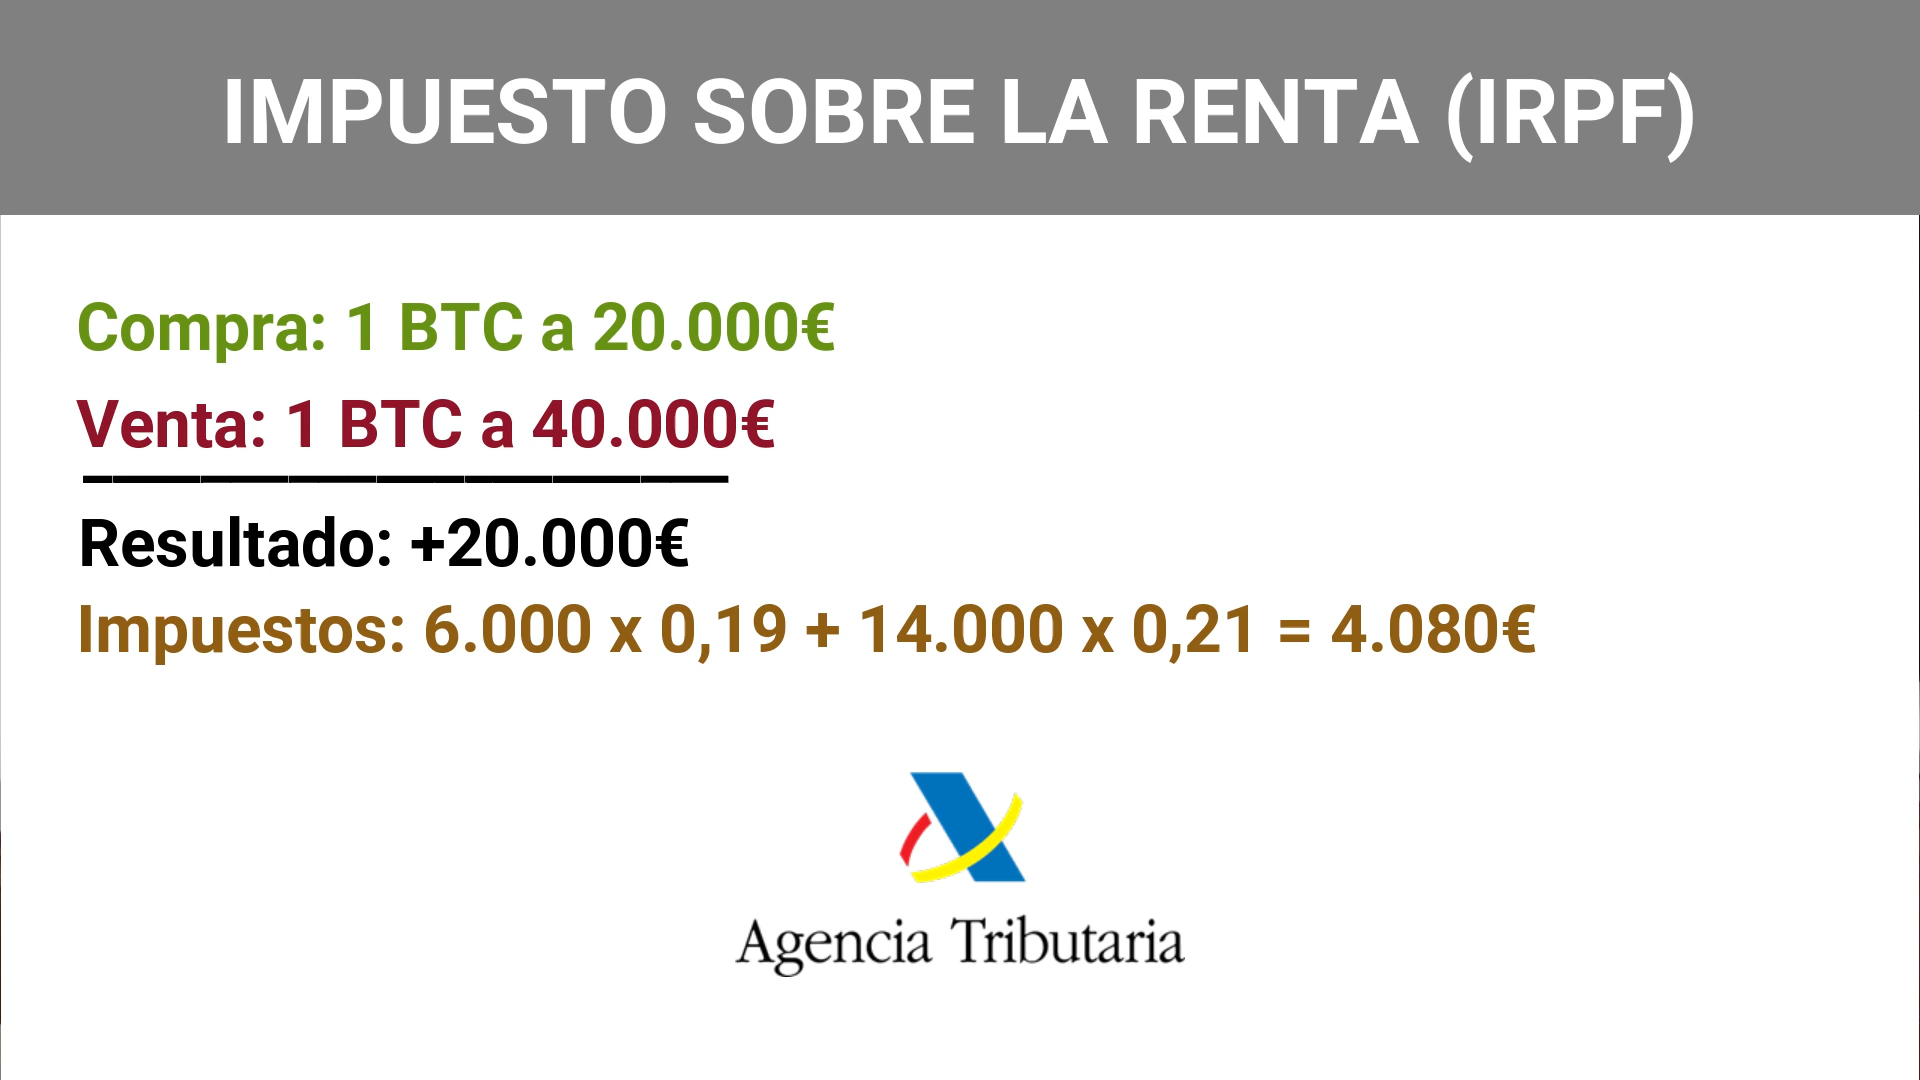 IMPUESTO SOBRE LA RENTA (IRPF)
Compra: 1 BTC a 20.000€
Venta: 1 BTC a 40.000€
Resultado: +20.000€
Impuestos: 6.000 x 0,19 + 14.000 x 0,21 = 4.080€
Agencia Tributaria